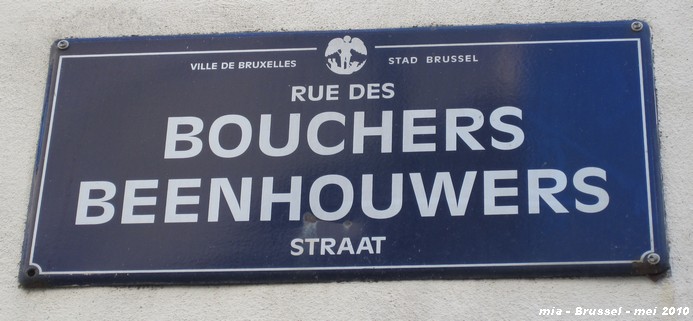 VILLE DE BRUXELLES STAD BRUSSEL
RUE DES
BOUCHERS
BEENHOUWERS
STRAAT
mia - Brussel - mei 2010